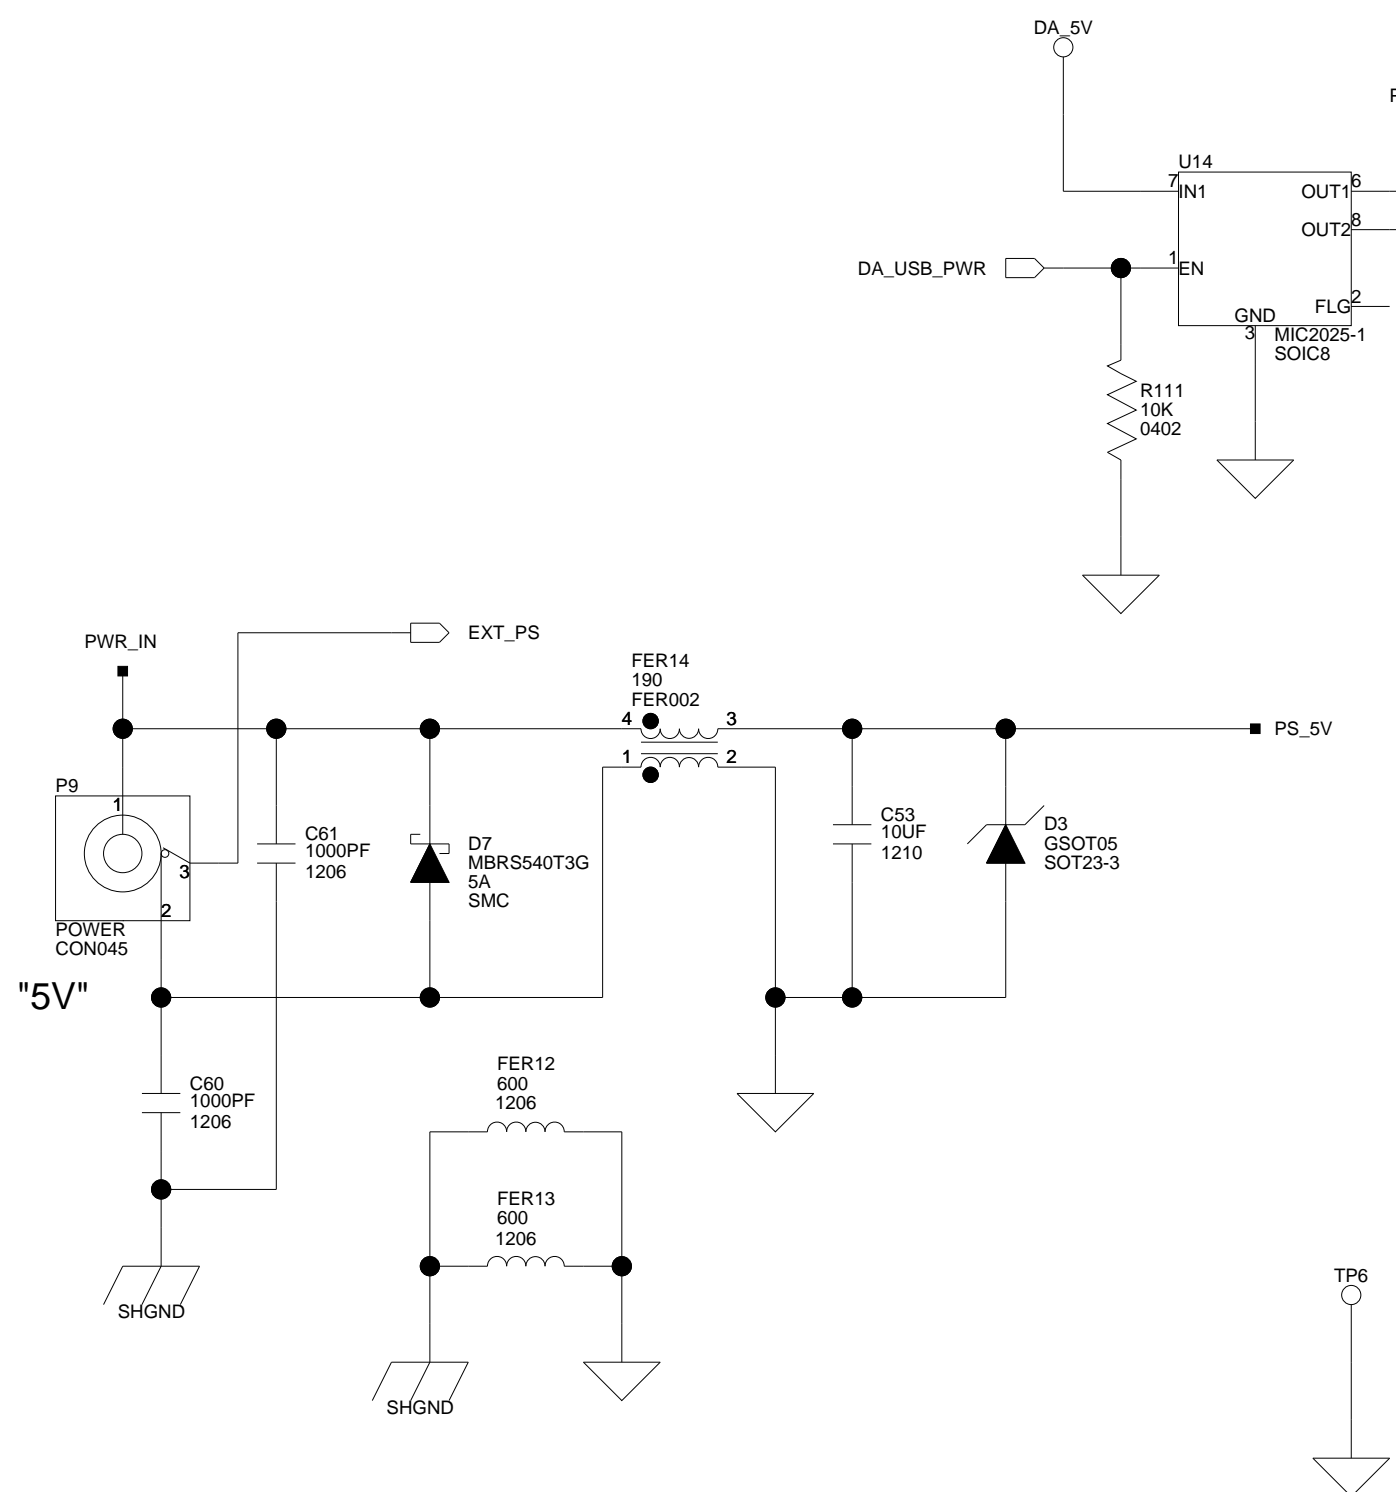 DA_5V
U14
7
IN1
OUT1
6
OUT2
8
DA_USB_PWR
1
EN
FLG
2
GND
3
MIC2025-1
SOIC8
R111
10K
0402
PWR_IN
EXT_PS
FER14
190
FER002
4
3
1
2
PS_5V
P9
1
3
2
POWER
CON045
"5V"
C61
1000PF
1206
D7
MBRS540T3G
5A
SMC
C53
10UF
1210
D3
GSOT05
SOT23-3
C60
1000PF
1206
SHGND
FER12
600
1206
FER13
600
1206
SHGND
TP6